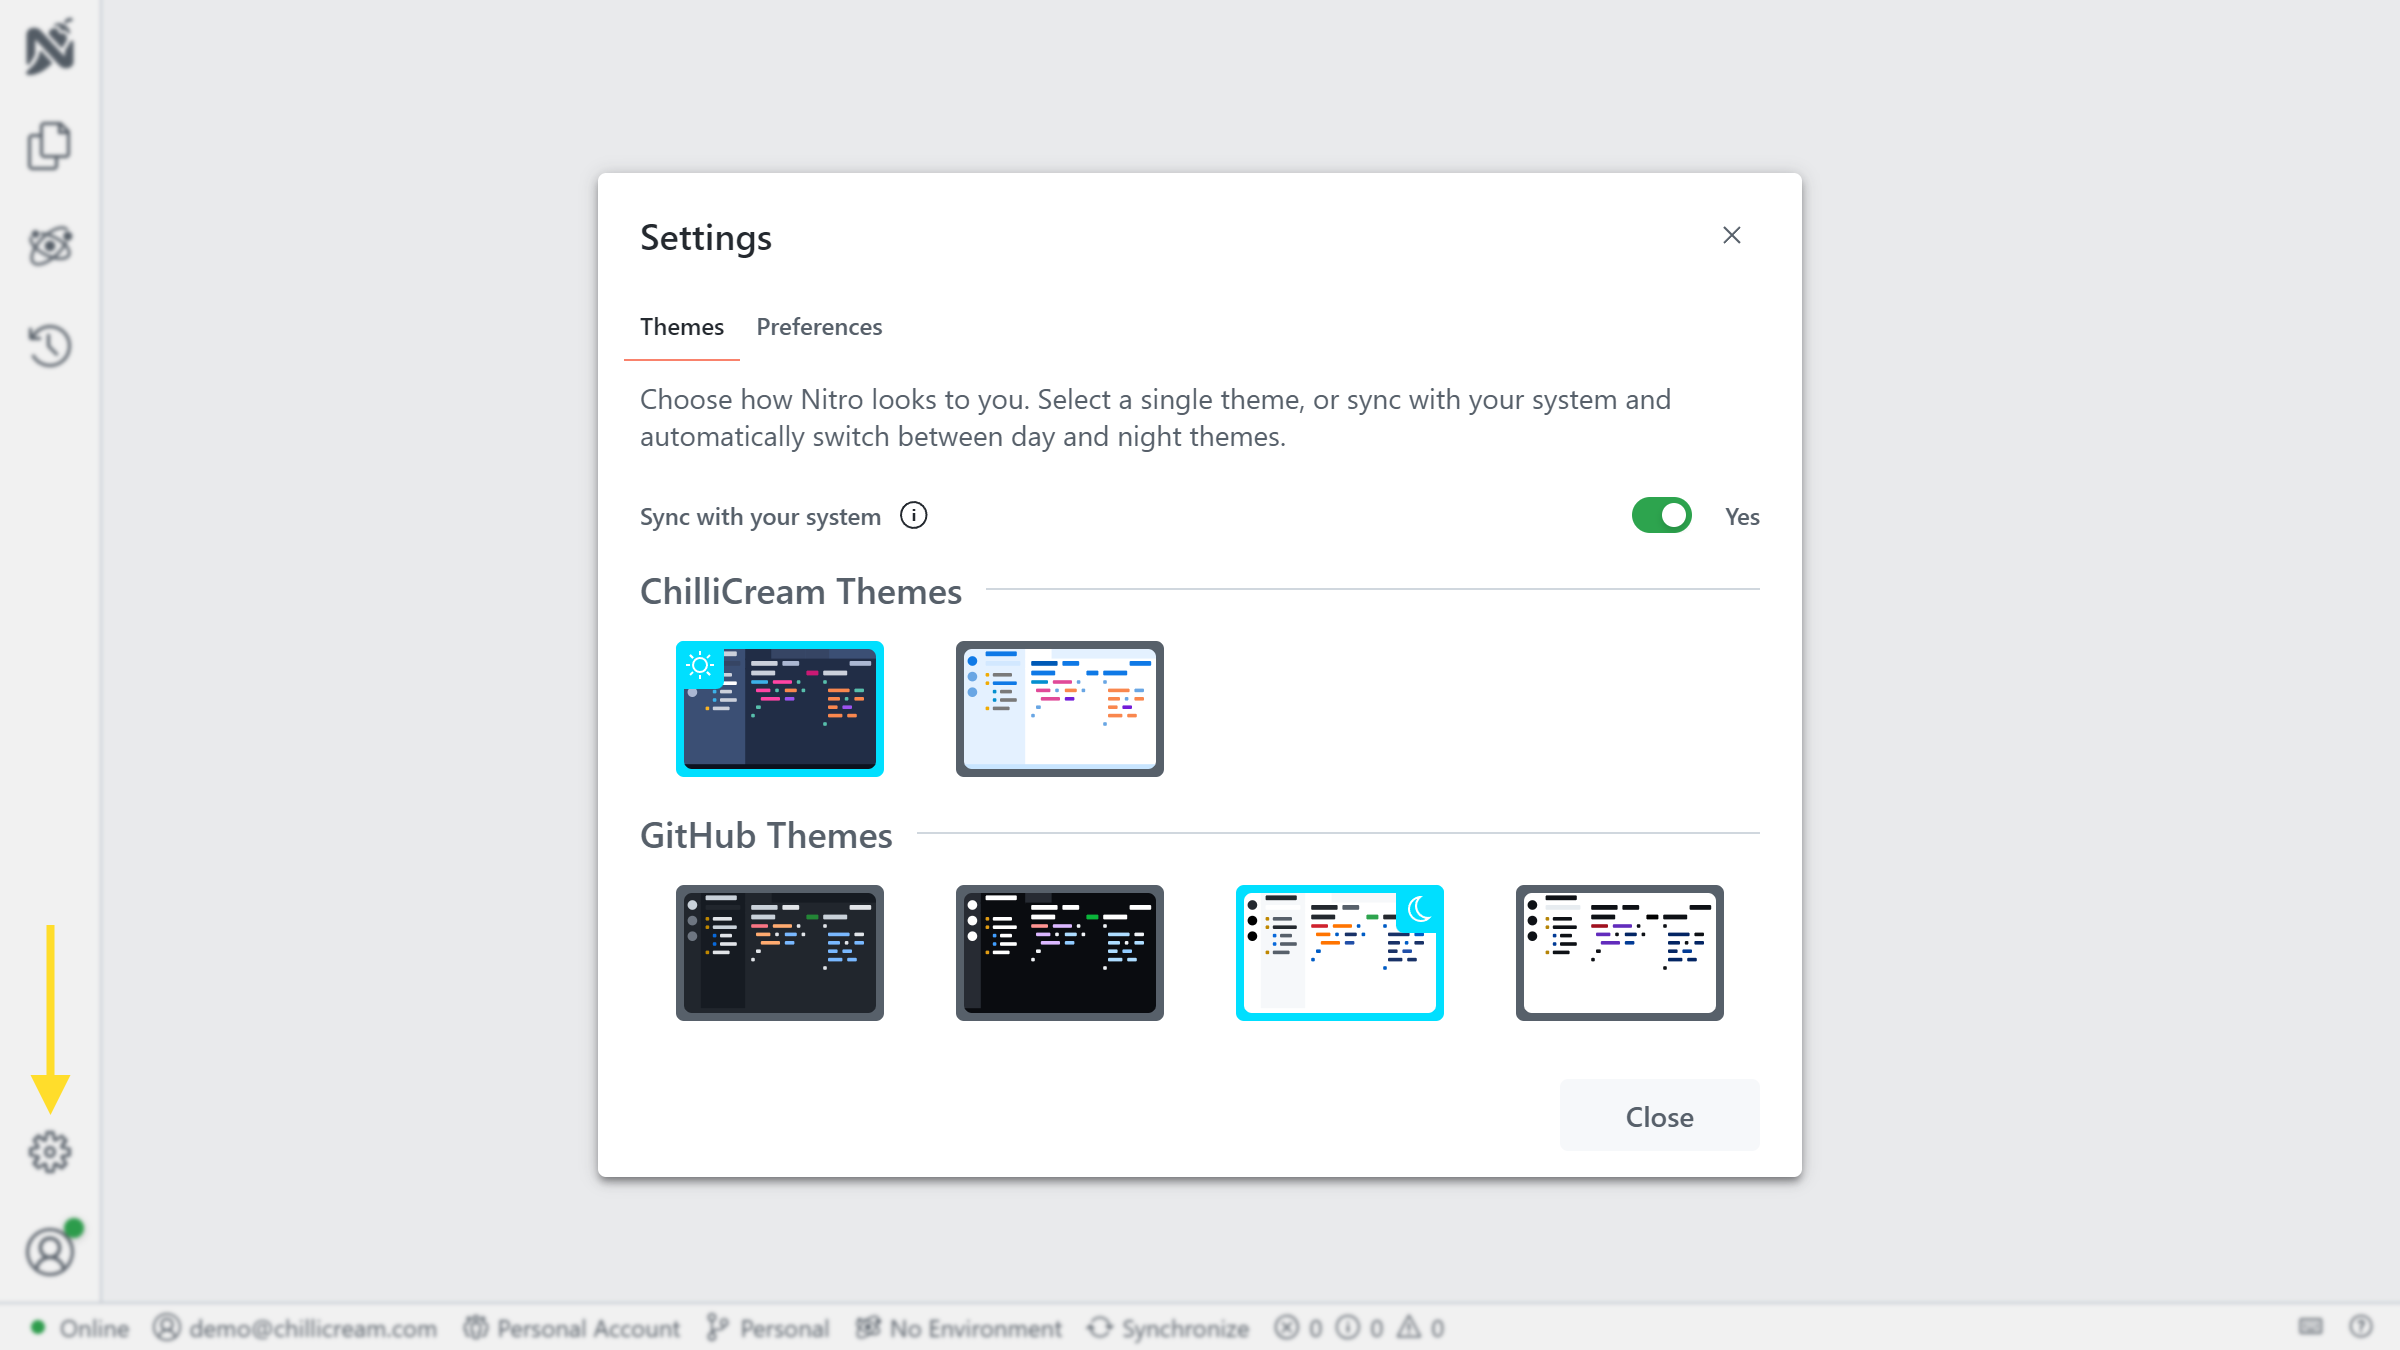 Settings
Themes Preferences
Choose how Nitro looks to you. Select a single theme, or sync with your system and
automatically switch between day and night themes.
Sync with your system Yes
ChilliCream Themes
GitHub Themes
Close
Online demo@chillicream.com Personal Account Personal No Environment Synchronize 0 0 0